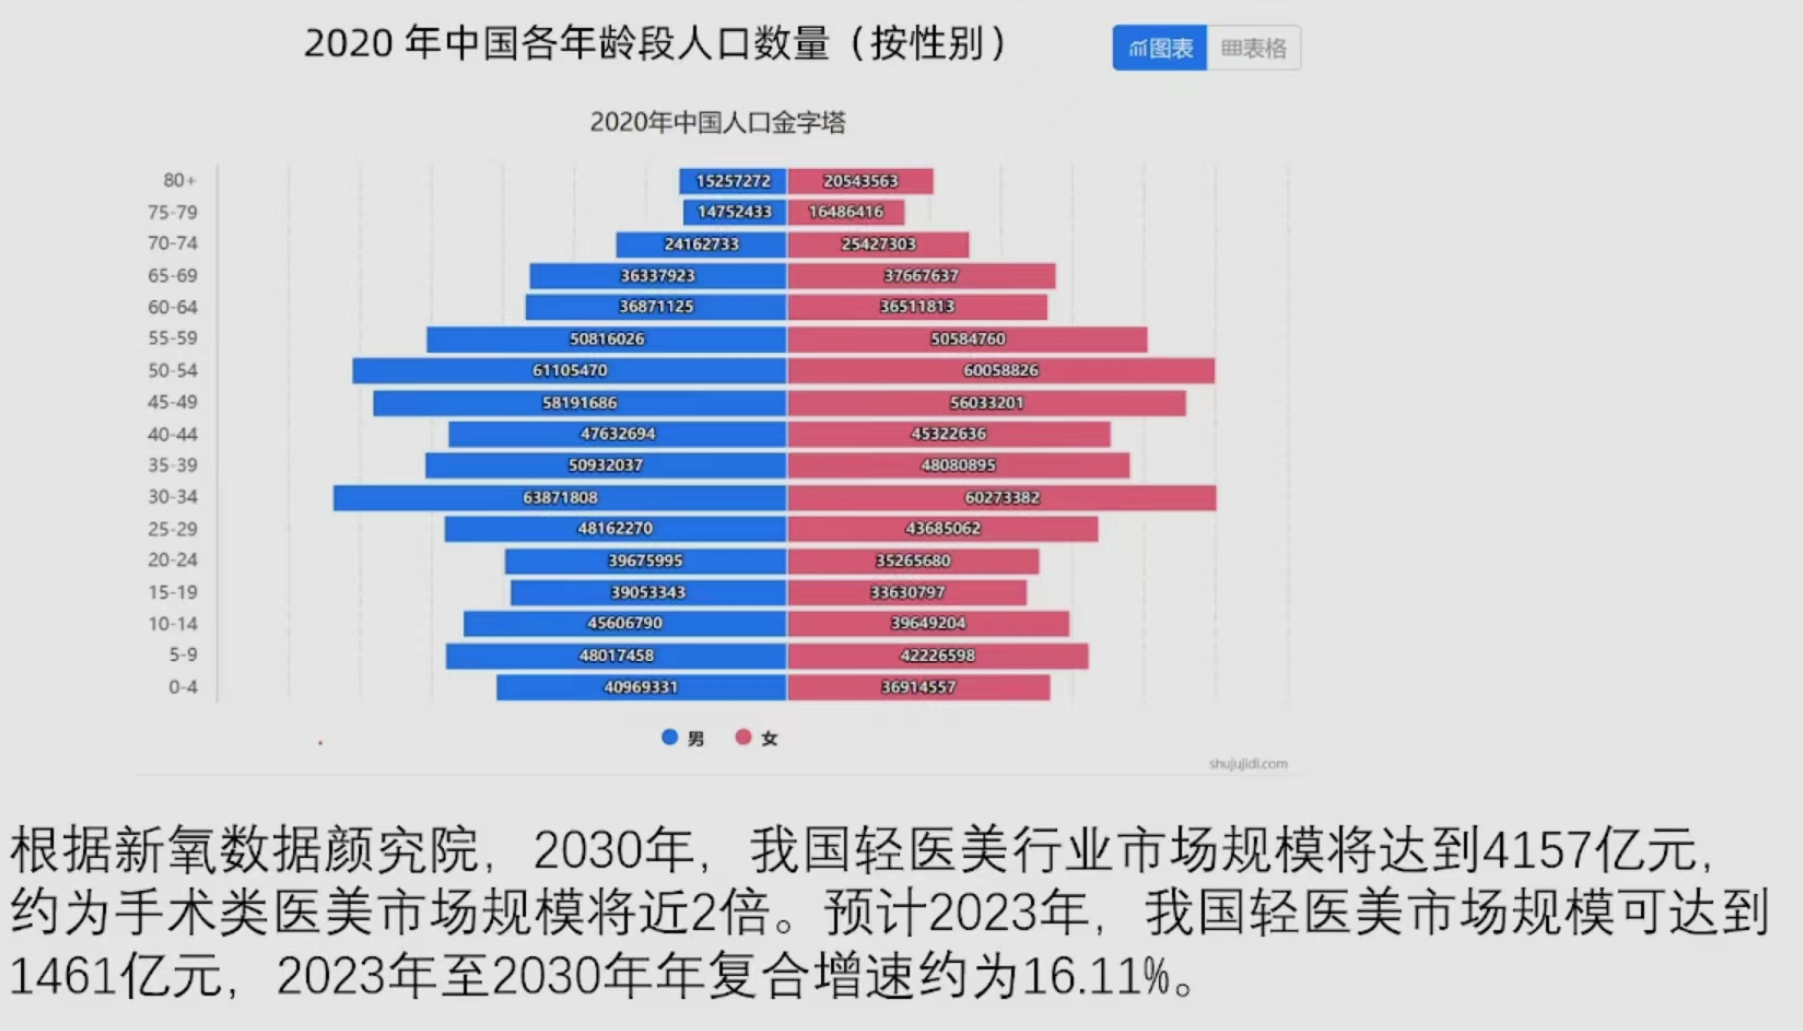 2020 年中国各年龄段人口数量（按性别）
图表 表格
2020年中国人口金字塔
80+ 15257272 20543563
75-79 14752433 16486416
70-74 24162733 25427303
65-69 36337923 37667637
60-64 36871125 36511813
55-59 50816026 50584760
50-54 61105470 60058826
45-49 58191686 56033201
40-44 47632694 45322636
35-39 50932037 48080895
30-34 63871808 60273382
25-29 48162270 43685062
20-24 39675995 35265680
15-19 39053343 33630797
10-14 45606790 39649204
5-9 48017458 42226598
0-4 40969331 36914557
男 女
shujujidi.com
根据新氧数据颜究院，2030年，我国轻医美行业市场规模将达到4157亿元，
约为手术类医美市场规模将近2倍。预计2023年，我国轻医美市场规模可达到
1461亿元，2023年至2030年年复合增速约为16.11%。